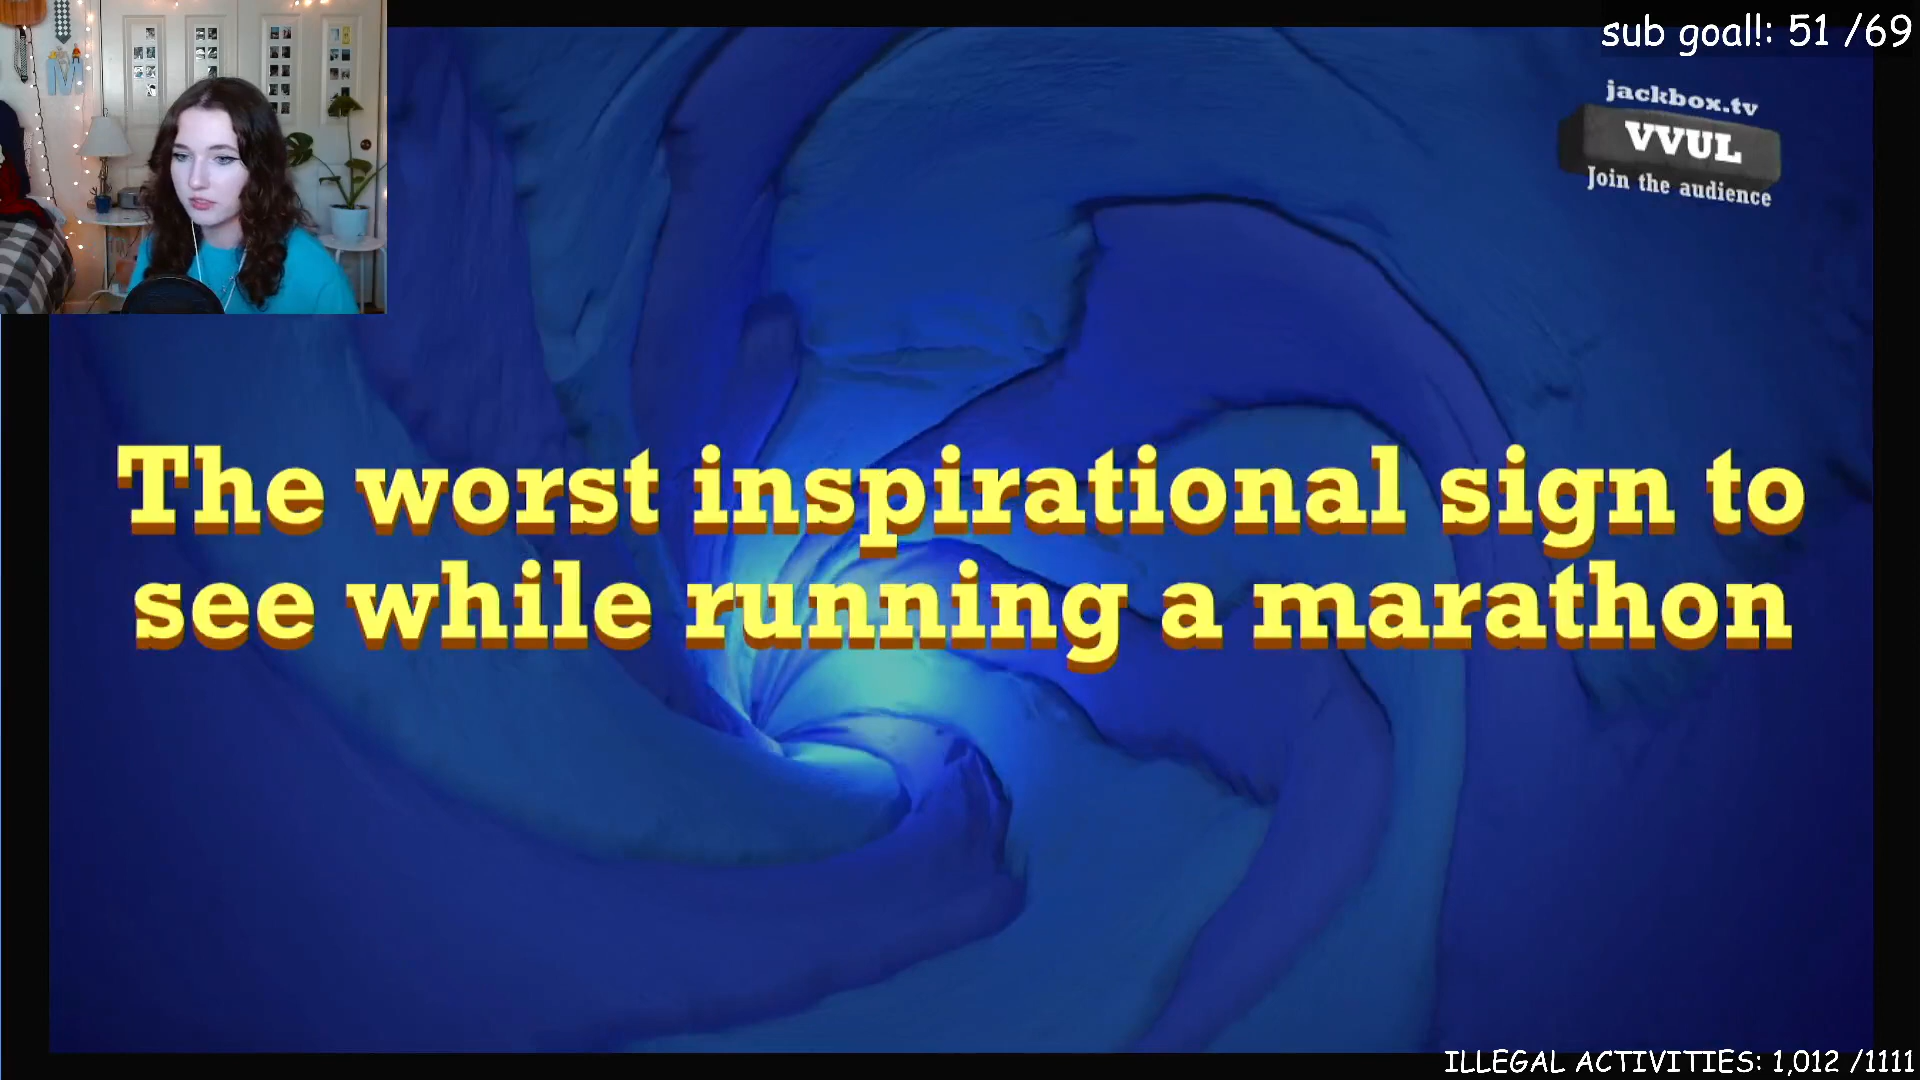 sub goal!: 51 /69
jackbox.tv
VVUL
Join the audience
The worst inspirational sign to
see while running a marathon
ILLEGAL ACTIVITIES: 1,012 /1111